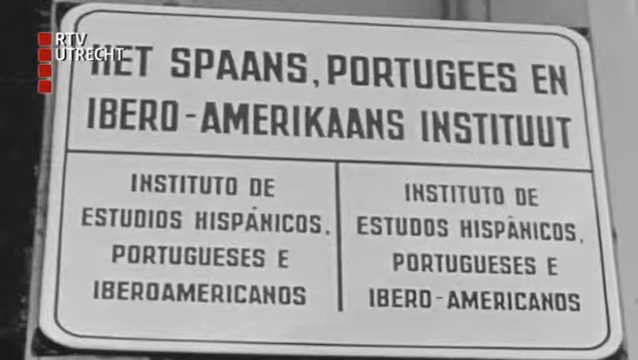 RTV
UTRECHT
HET SPAANS, PORTUGEES EN
IBERO-AMERIKAANS INSTITUUT
INSTITUTO DE
ESTUDIOS HISPÁNICOS,
PORTUGUESES E
IBEROAMERICANOS
INSTITUTO DE
ESTUDOS HISPÂNICOS,
PORTUGUESES E
IBERO-AMERICANOS